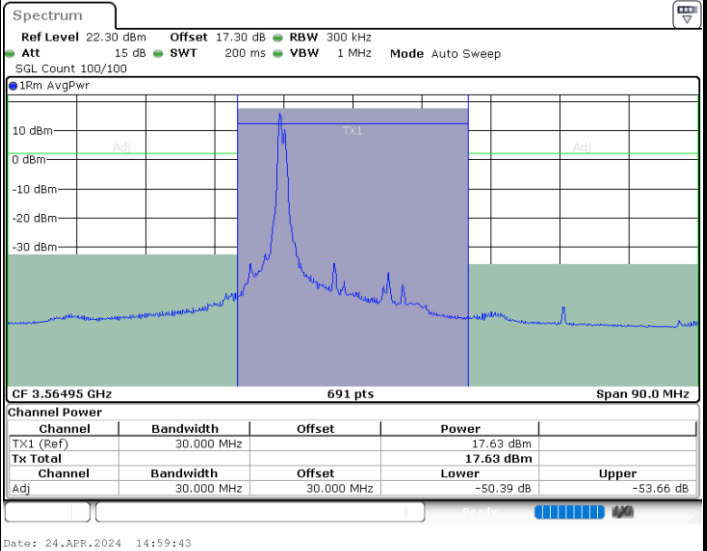 Spectrum
Ref Level 22.30 dBm Offset 17.30 dB RBW 300 kHz
Att 15 dB SWT 200 ms VBW 1 MHz Mode Auto Sweep
SGL Count 100/100
1Rm AvgPwr
10 dBm
TX1
Adj
Adj
0 dBm
-10 dBm
-20 dBm
-30 dBm
CF 3.56495 GHz 691 pts Span 90.0 MHz
Channel Power
Channel Bandwidth Offset Power
TX1 (Ref) 30.000 MHz 17.63 dBm
Tx Total 17.63 dBm
Channel Bandwidth Offset Lower Upper
Adj 30.000 MHz 30.000 MHz -50.39 dB -53.66 dB
Ready
Date: 24.APR.2024 14:59:43